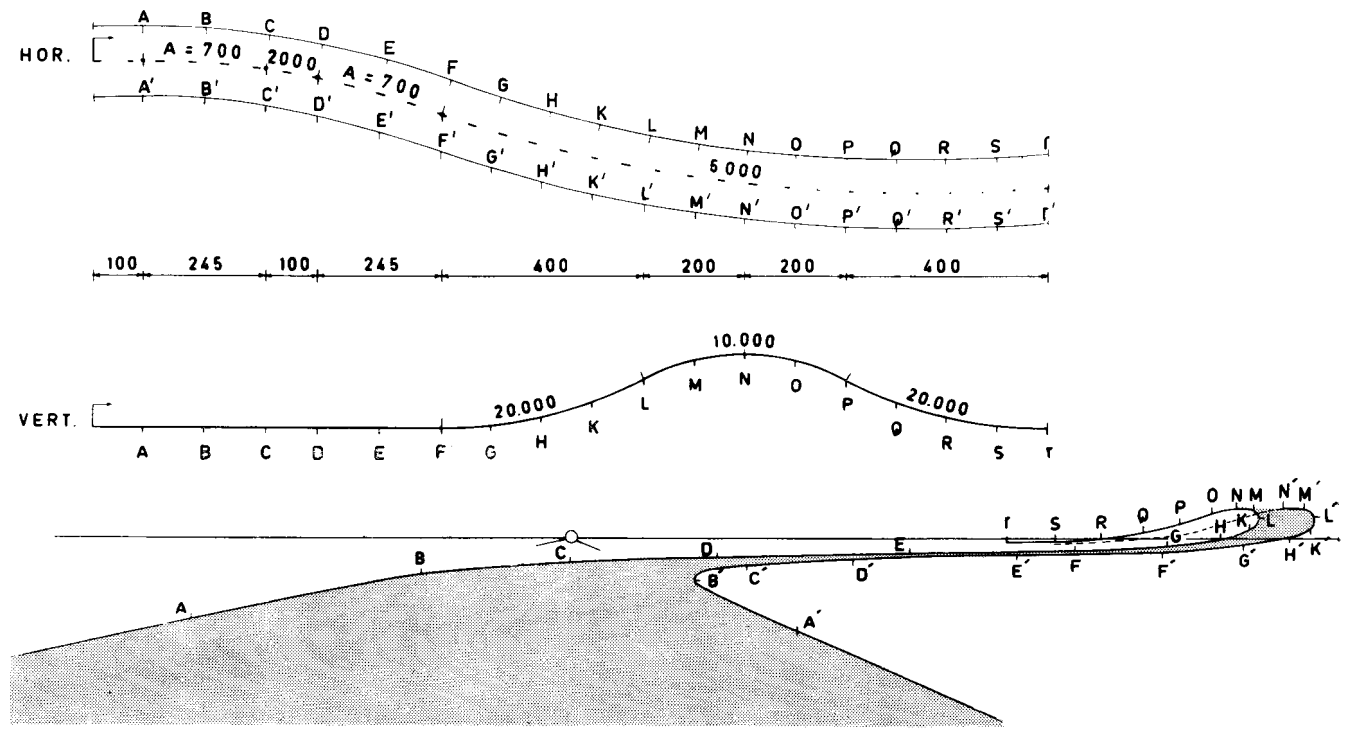 A B C D E F G H K L M N O P Q R S
HOR.
A = 700 2000 A = 700
5000
A' B' C' D' E' F' G' H' K' L' M' N' O' P' Q' R' S' T'
100 245 100 245 400 200 200 400
10.000
20.000 20.000
VERT.
A B C D E F G H K L M N O P Q R S T
T S R Q P O N M N' M'
G H K L L'
A B C D E
B' C' D' E' F F' G' H' K'
A'